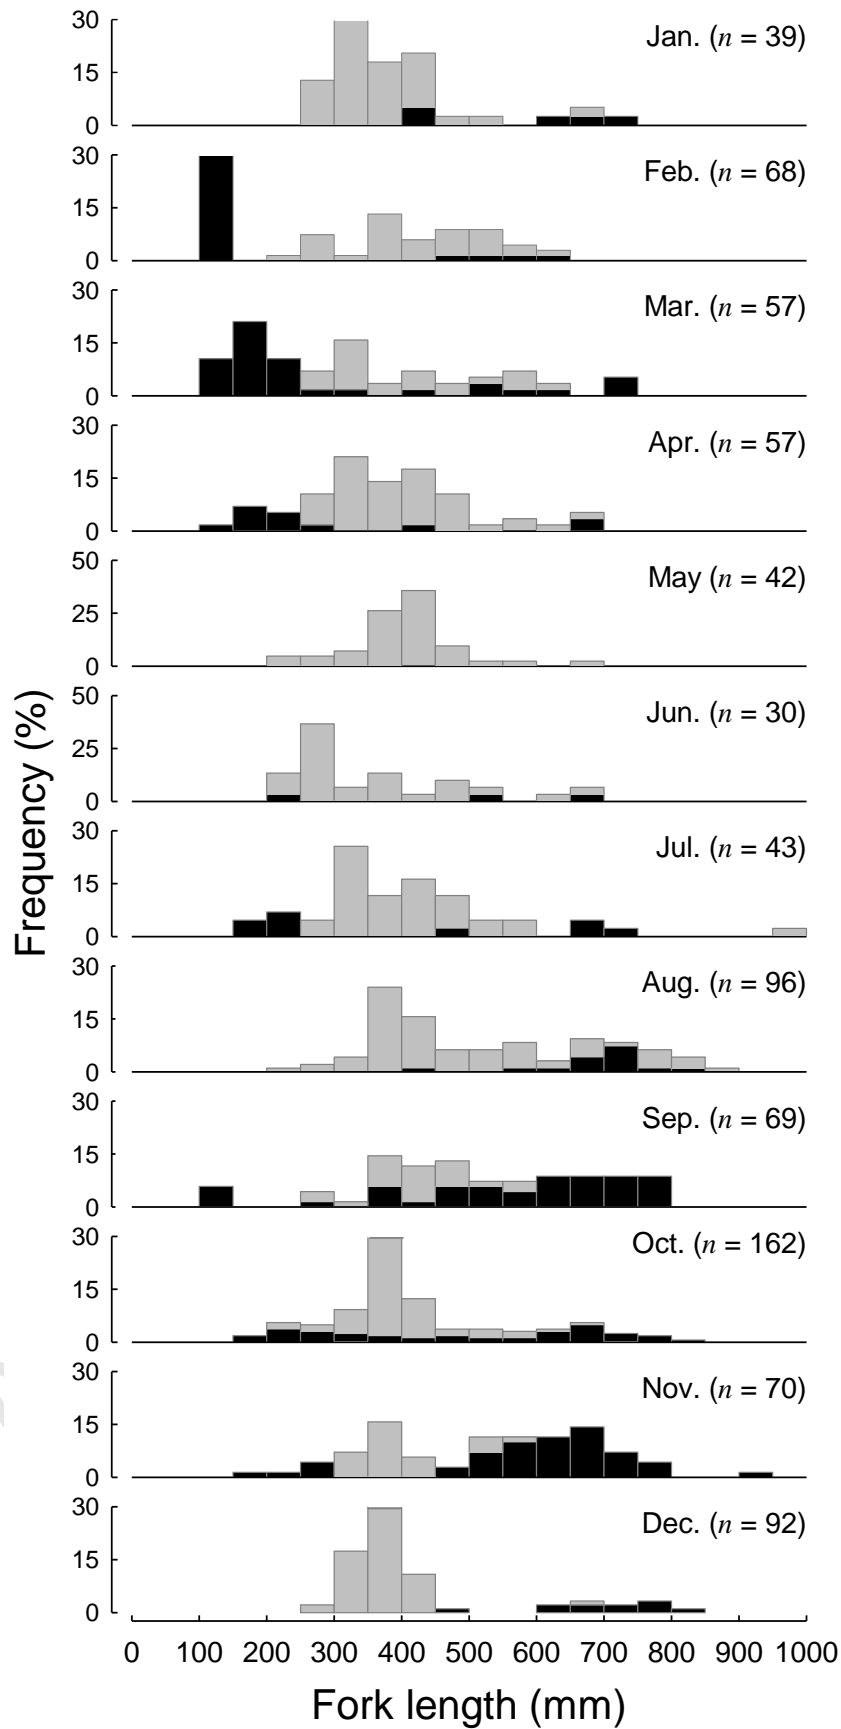 30
15
0
Jan. (n = 39)
30
15
0
Feb. (n = 68)
30
15
0
Mar. (n = 57)
30
15
0
Apr. (n = 57)
50
25
0
May (n = 42)
50
25
0
Jun. (n = 30)
30
15
0
Jul. (n = 43)
30
15
0
Aug. (n = 96)
30
15
0
Sep. (n = 69)
30
15
0
Oct. (n = 162)
30
15
0
Nov. (n = 70)
30
15
0
Dec. (n = 92)
Frequency (%)
0 100 200 300 400 500 600 700 800 900 1000
Fork length (mm)